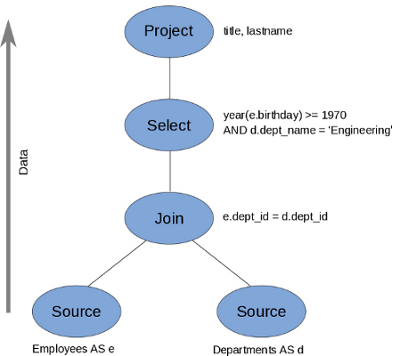 Project
title, lastname
Select
year(e.birthday) >= 1970
AND d.dept_name = 'Engineering'
Data
Join
e.dept_id = d.dept_id
Source
Source
Employees AS e
Departments AS d